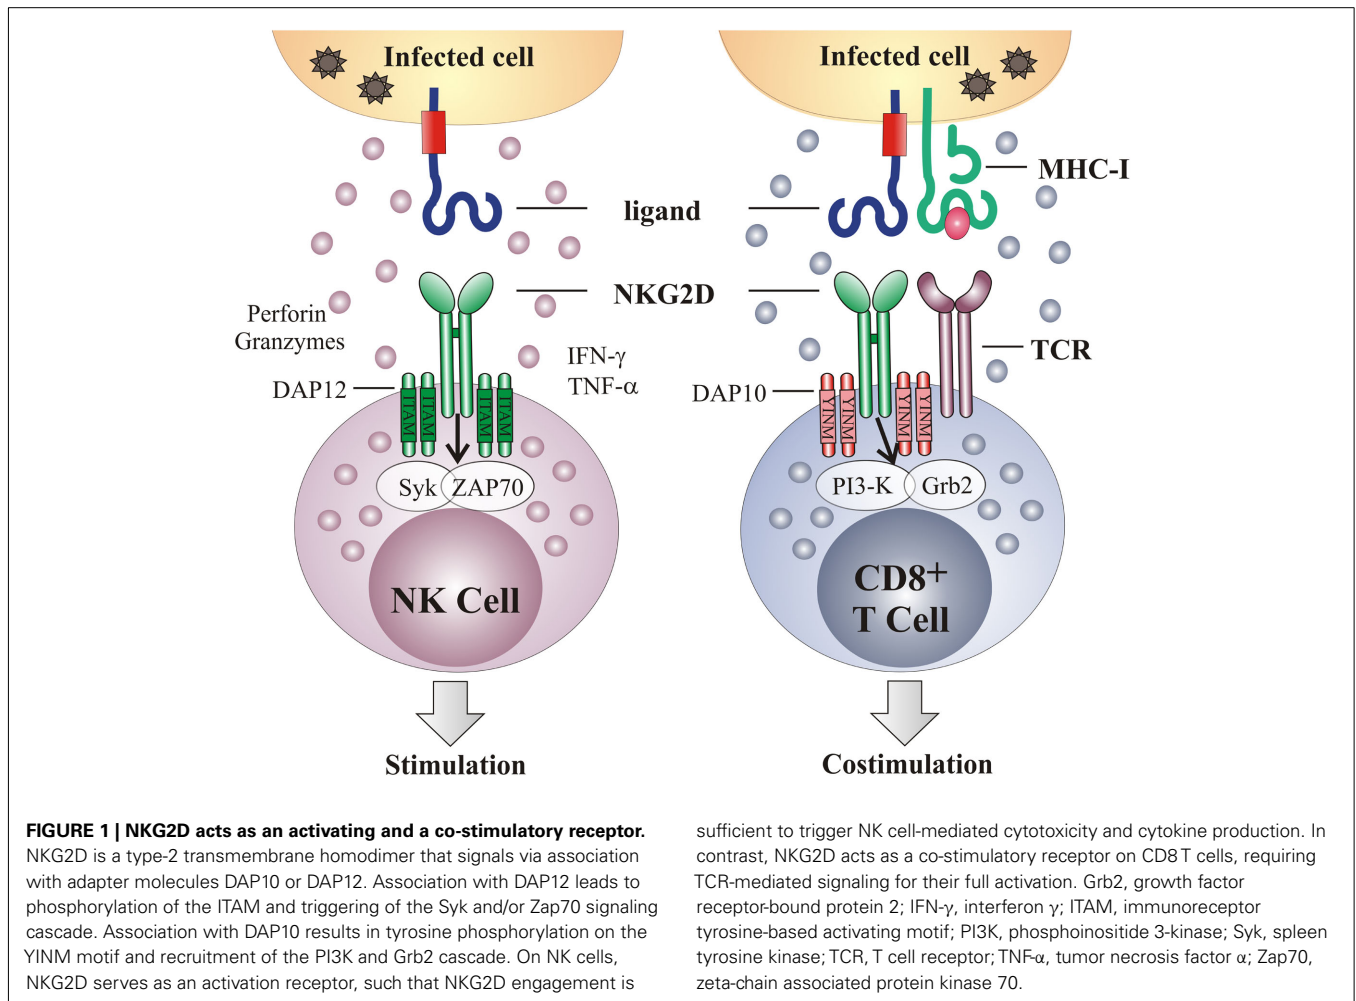 Infected cell
Infected cell
MHC-I
ligand
NKG2D
Perforin
Granzymes
IFN-γ
TNF-α
TCR
DAP12
DAP10
ITAM
ITAM
ITAM
ITAM
YINM
YINM
YINM
YINM
Syk
ZAP70
PI3-K
Grb2
NK Cell
CD8+
T Cell
Stimulation
Costimulation
FIGURE 1 | NKG2D acts as an activating and a co-stimulatory receptor.
NKG2D is a type-2 transmembrane homodimer that signals via association
with adapter molecules DAP10 or DAP12. Association with DAP12 leads to
phosphorylation of the ITAM and triggering of the Syk and/or Zap70 signaling
cascade. Association with DAP10 results in tyrosine phosphorylation on the
YINM motif and recruitment of the PI3K and Grb2 cascade. On NK cells,
NKG2D serves as an activation receptor, such that NKG2D engagement is
sufficient to trigger NK cell-mediated cytotoxicity and cytokine production. In
contrast, NKG2D acts as a co-stimulatory receptor on CD8 T cells, requiring
TCR-mediated signaling for their full activation. Grb2, growth factor
receptor-bound protein 2; IFN-γ, interferon γ; ITAM, immunoreceptor
tyrosine-based activating motif; PI3K, phosphoinositide 3-kinase; Syk, spleen
tyrosine kinase; TCR, T cell receptor; TNF-α, tumor necrosis factor α; Zap70,
zeta-chain associated protein kinase 70.